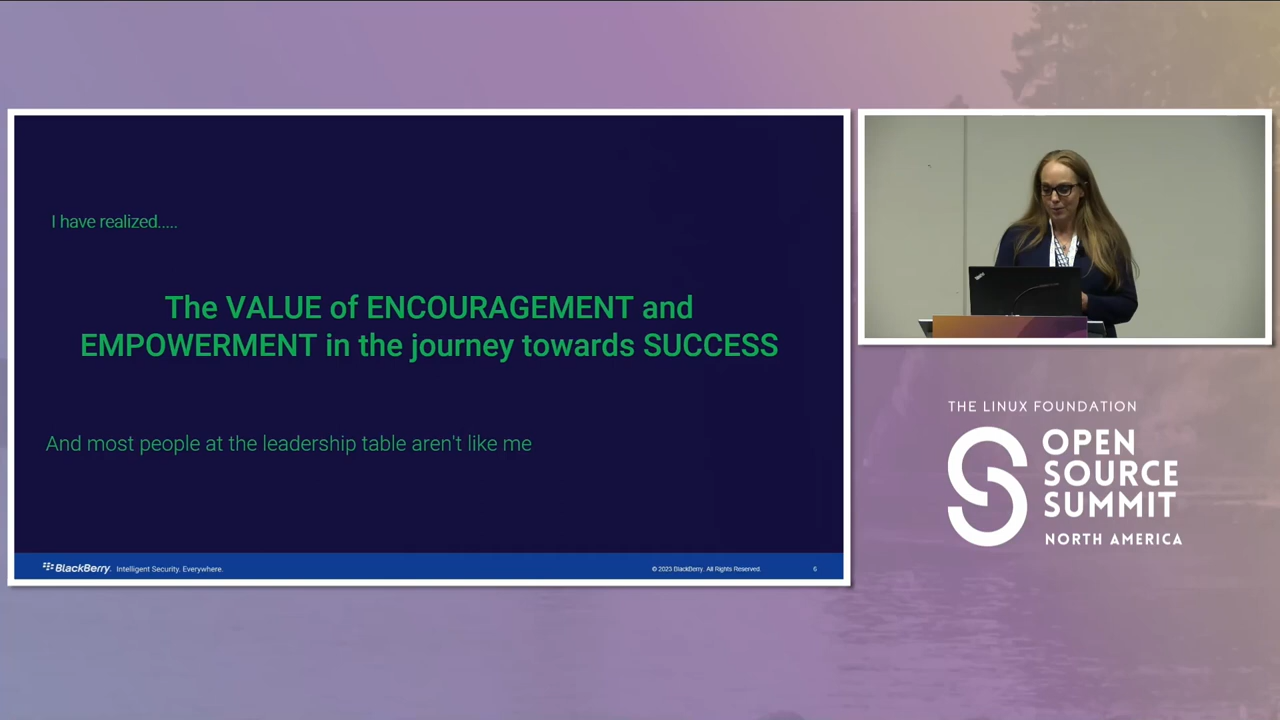 I have realized.....
The VALUE of ENCOURAGEMENT and
EMPOWERMENT in the journey towards SUCCESS
And most people at the leadership table aren't like me
BlackBerry. Intelligent Security. Everywhere.
© 2023 BlackBerry. All Rights Reserved.
6
THE LINUX FOUNDATION
OPEN
SOURCE
SUMMIT
NORTH AMERICA